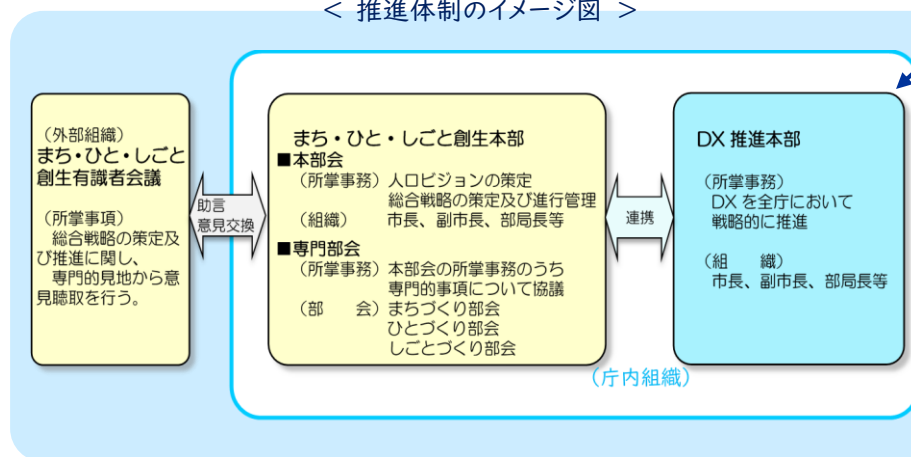 < 推進体制のイメージ図 >
（外部組織）
まち・ひと・しごと
創生有識者会議
（所掌事項）
総合戦略の策定及
び推進に関し、
専門的見地から意
見聴取を行う。
助言
意見交換
まち・ひと・しごと創生本部
■本部会
（所掌事務）人口ビジョンの策定
総合戦略の策定及び進行管理
（組織）　　市長、副市長、部局長等
■専門部会
（所掌事務）本部会の所掌事務のうち
専門的事項について協議
（部　　会）まちづくり部会
ひとづくり部会
しごとづくり部会
連携
DX 推進本部
（所掌事務）
DX を全庁において
戦略的に推進
（組　　織）
市長、副市長、部局長等
（庁内組織）